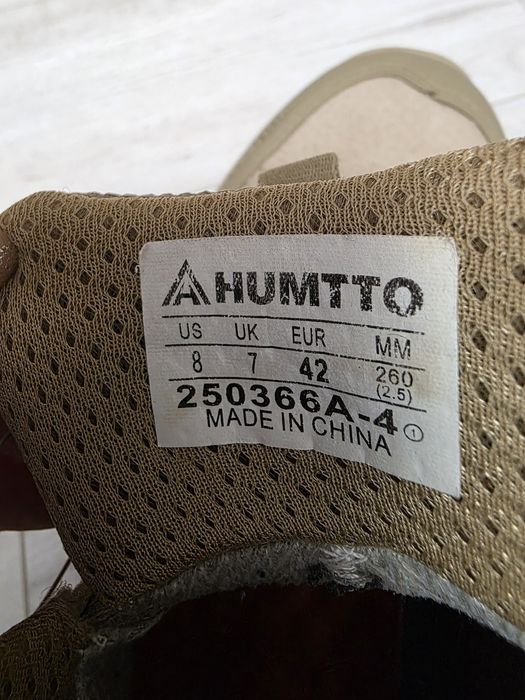 HUMTTO
US UK EUR MM
8 7 42 260
(2.5)
250366A-4 ①
MADE IN CHINA